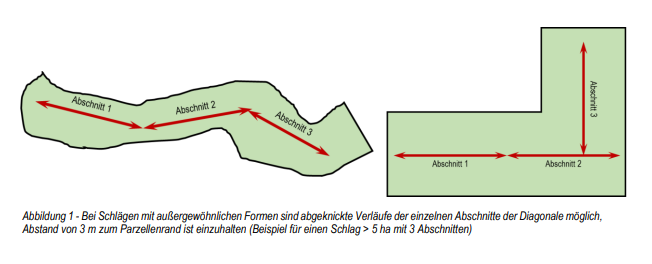 Abschnitt 1
Abschnitt 2
Abschnitt 3
Abschnitt 1
Abschnitt 2
Abschnitt 3
Abbildung 1 - Bei Schlägen mit außergewöhnlichen Formen sind abgeknickte Verläufe der einzelnen Abschnitte der Diagonale möglich,
Abstand von 3 m zum Parzellenrand ist einzuhalten (Beispiel für einen Schlag > 5 ha mit 3 Abschnitten)